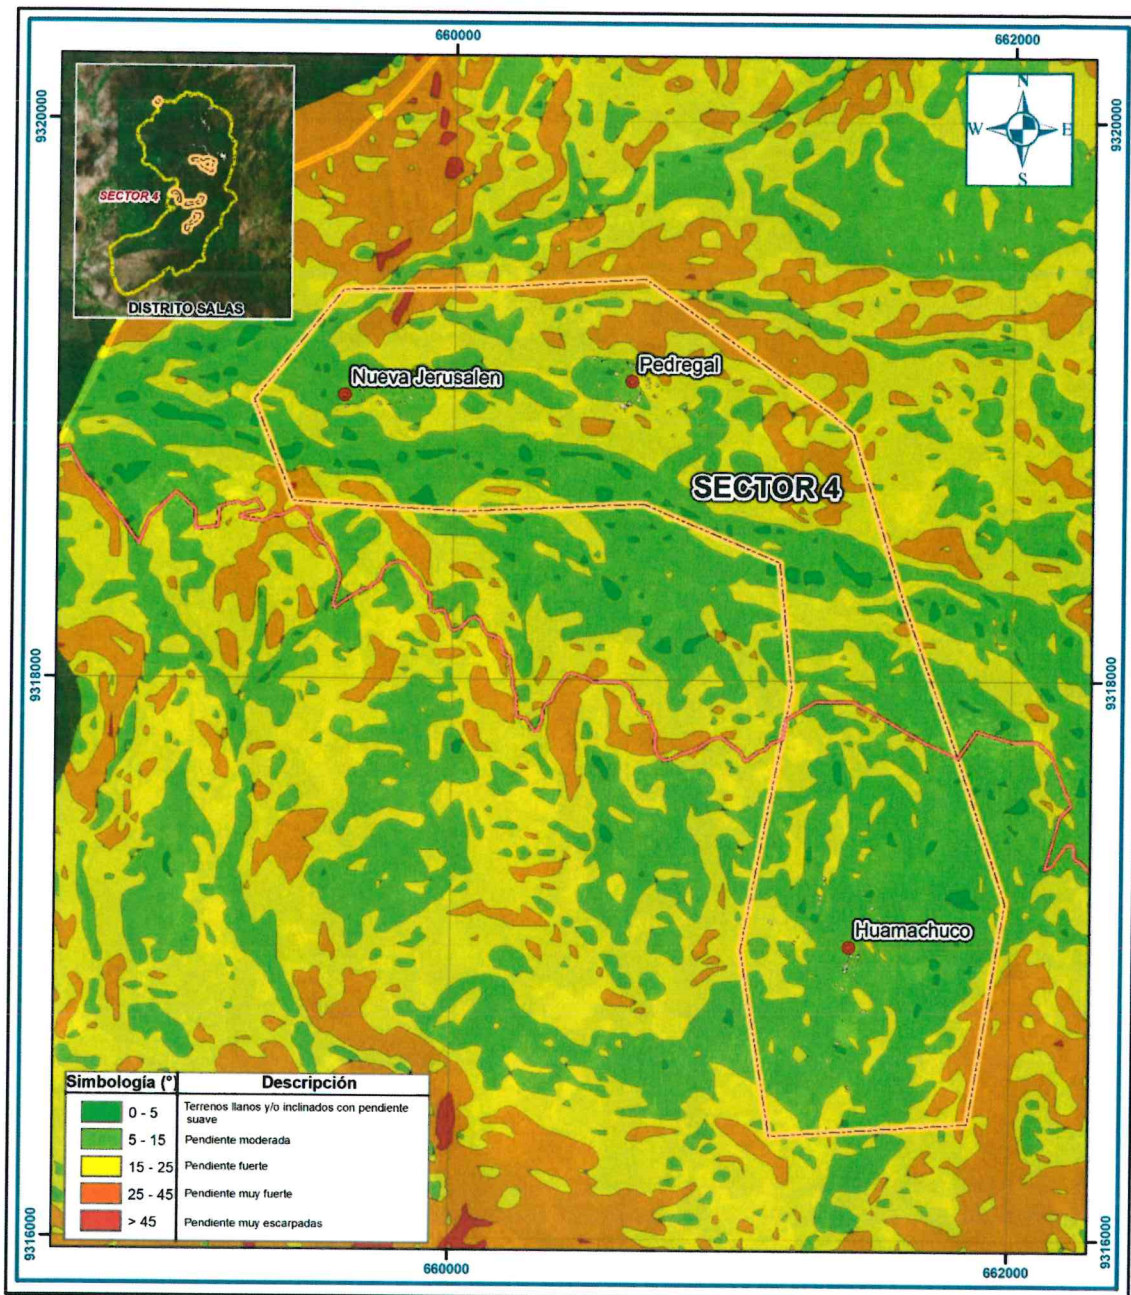 660000
662000
9320000
9320000
N
W E
S
SECTOR 4
DISTRITO SALAS
Nueva Jerusalen
Pedregal
SECTOR 4
9318000
9318000
Huamachuco
Simbología (°) Descripción
0 - 5 Terrenos llanos y/o inclinados con pendiente
suave
5 - 15 Pendiente moderada
15 - 25 Pendiente fuerte
25 - 45 Pendiente muy fuerte
> 45 Pendiente muy escarpadas
9316000
9316000
660000
662000